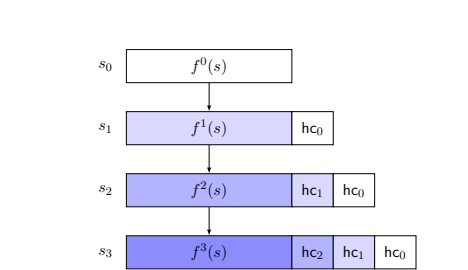 s₀ f⁰(s)
s₁ f¹(s) hc₀
s₂ f²(s) hc₁ hc₀
s₃ f³(s) hc₂ hc₁ hc₀